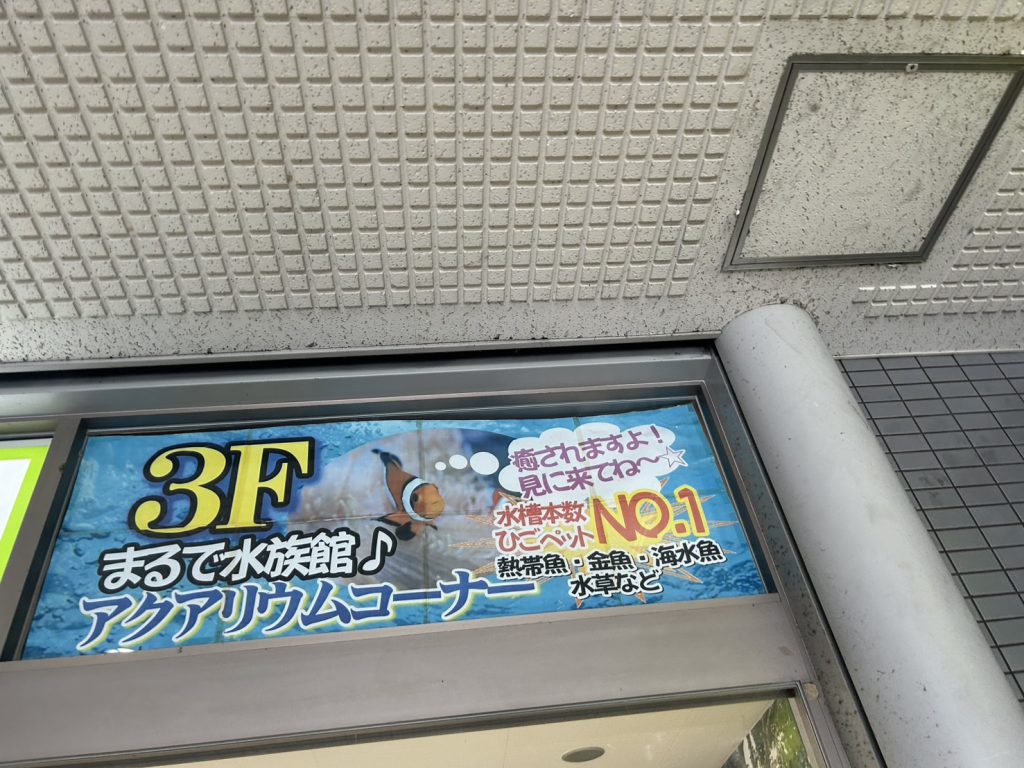 3F
まるで水族館♪
アクアリウムコーナー
癒されますよ！
見に来てね～☆
水槽本数
ひごペット
NO.1
熱帯魚・金魚・海水魚
水草など